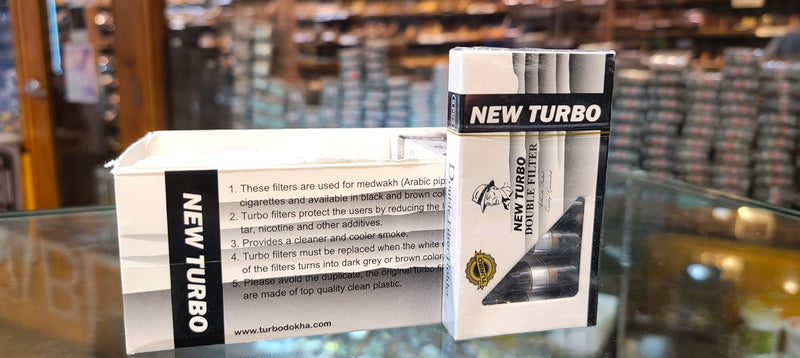 NEW TURBO
1. These filters are used for medwakh (Arabic pip
cigarettes and available in black and brown col
2. Turbo filters protect the users by reducing the
tar, nicotine and other additives.
3. Provides a cleaner and cooler smoke.
4. Turbo filters must be replaced when the white
of the filters turns into dark grey or brown color
5. Please avoid the duplicate, the original turbo fi
are made of top quality clean plastic.
www.turbodokha.com
NEW TURBO
NEW TURBO
DOUBLE FILTER